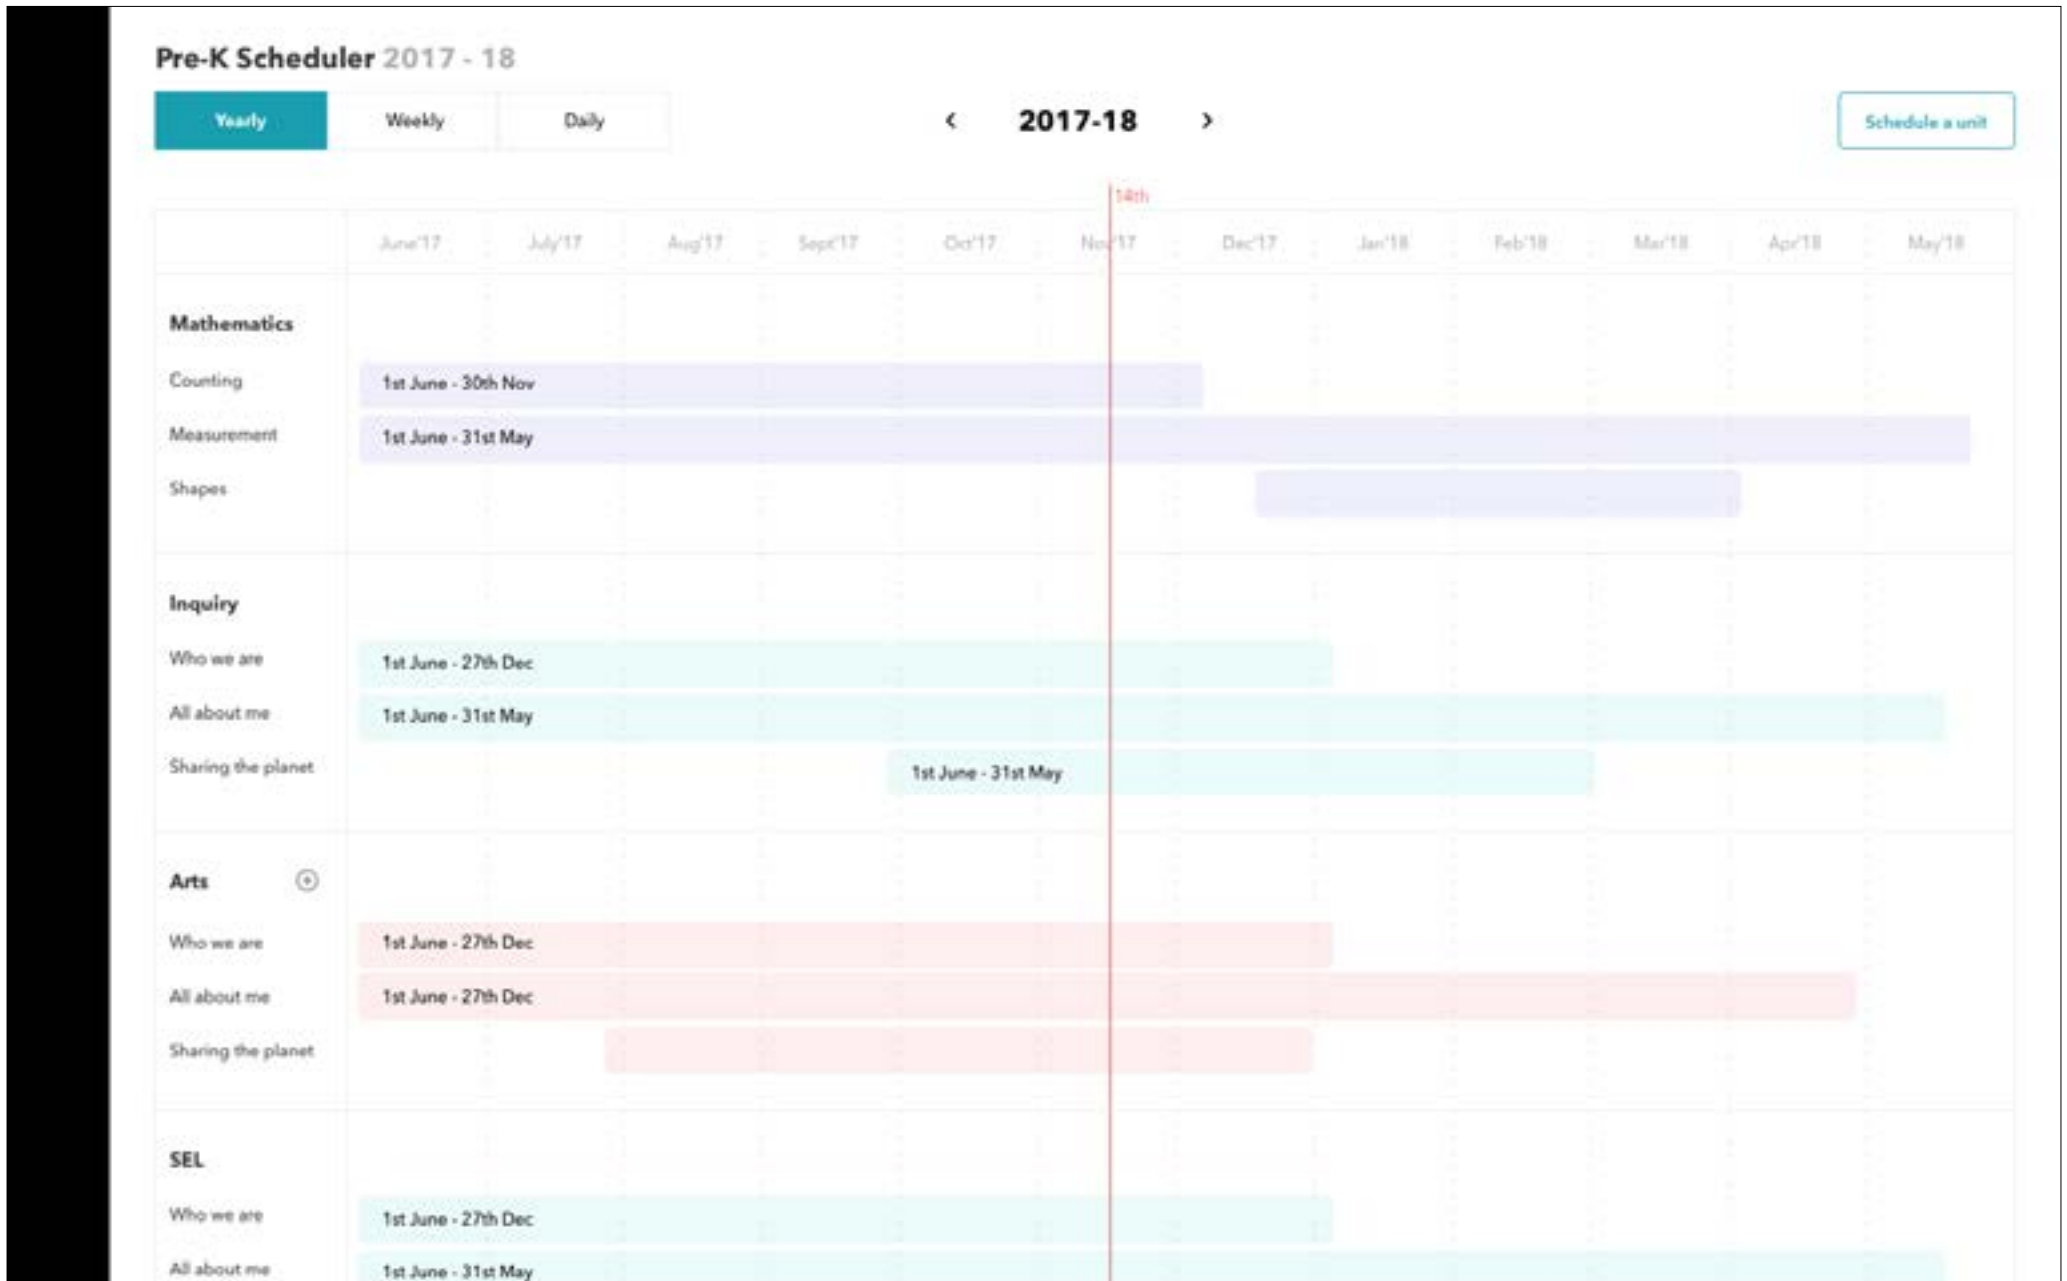 Pre-K Scheduler 2017 - 18
Yearly Weekly Daily
2017-18
Schedule a unit
14th
June'17 July'17 Aug'17 Sept'17 Oct'17 Nov'17 Dec'17 Jan'18 Feb'18 Mar'18 Apr'18 May'18
Mathematics
Counting 1st June - 30th Nov
Measurement 1st June - 31st May
Shapes
Inquiry
Who we are 1st June - 27th Dec
All about me 1st June - 31st May
Sharing the planet 1st June - 31st May
Arts
Who we are 1st June - 27th Dec
All about me 1st June - 27th Dec
Sharing the planet
SEL
Who we are 1st June - 27th Dec
All about me 1st June - 31st May